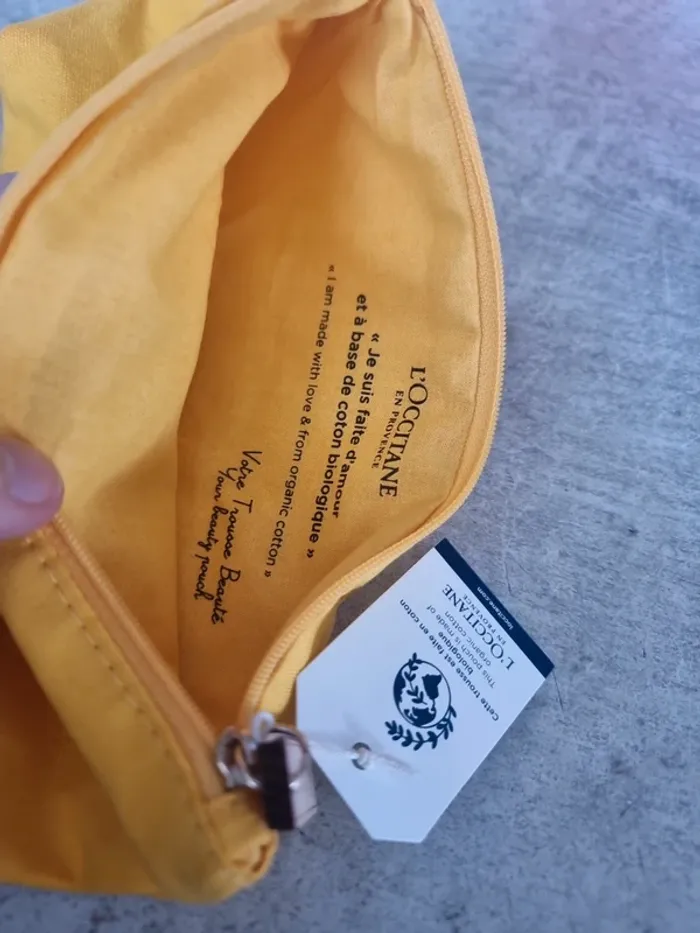 L'OCCITANE
EN PROVENCE
« Je suis faite d'amour
et à base de coton biologique »
« I am made with love & from organic cotton »
Votre Trousse Beauté
Your beauty pouch
loccitane.com
L'OCCITANE
EN PROVENCE
This pouch is made of
organic cotton
Cette trousse est faite en coton
biologique